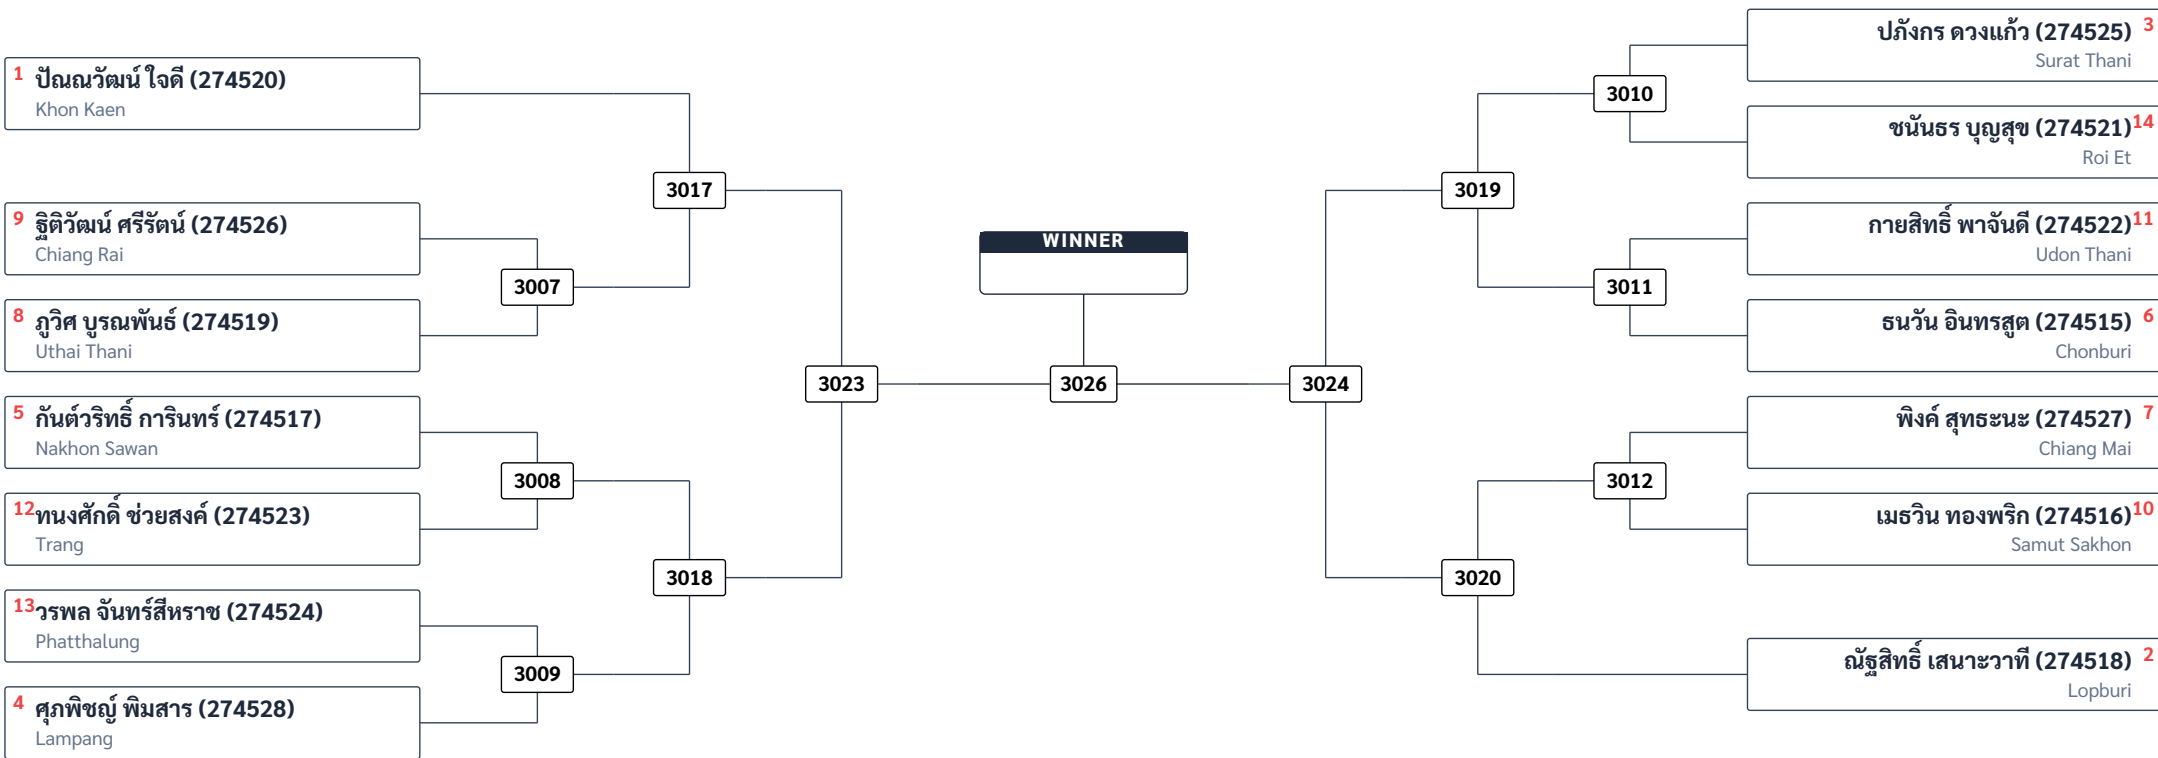 1
ปัณณวัฒน์ ใจดี (274520)
Khon Kaen
9
ฐิติวัฒน์ ศรีรัตน์ (274526)
Chiang Rai
8
ภูวิศ บูรณพันธ์ (274519)
Uthai Thani
5
กันต์วริทธิ์ การินทร์ (274517)
Nakhon Sawan
12
ทนงศักดิ์ ช่วยสงค์ (274523)
Trang
13
วรพล จันทร์สีหราช (274524)
Phatthalung
4
ศุภพิชญ์ พิมสาร (274528)
Lampang
3007
3008
3009
3017
3018
3023
WINNER
3026
3024
3019
3020
3010
3011
3012
ปภังกร ดวงแก้ว (274525)
3
Surat Thani
ชนันธร บุญสุข (274521)
14
Roi Et
กายสิทธิ์ พาจันดี (274522)
11
Udon Thani
ธนวัน อินทรสูต (274515)
6
Chonburi
พิงค์ สุทธะนะ (274527)
7
Chiang Mai
เมธวิน ทองพริก (274516)
10
Samut Sakhon
ณัฐสิทธิ์ เสนาะวาที (274518)
2
Lopburi